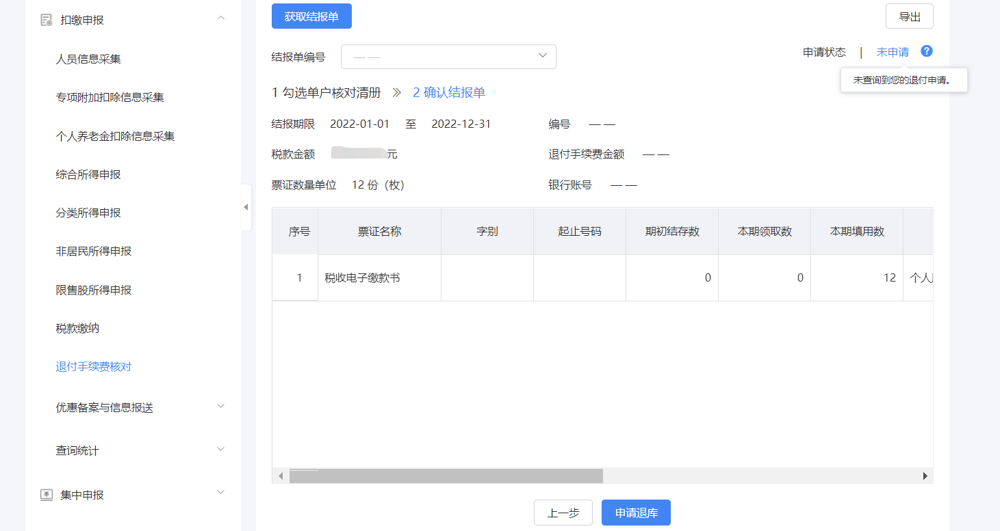 扣缴申报
人员信息采集
专项附加扣除信息采集
个人养老金扣除信息采集
综合所得申报
分类所得申报
非居民所得申报
限售股所得申报
税款缴纳
退付手续费核对
优惠备案与信息报送
查询统计
集中申报
获取结报单 导出
结报单编号 — — 申请状态 | 未申请 ?
未查询到您的退付申请。
1 勾选单户核对清册 》 2 确认结报单
结报期限 2022-01-01 至 2022-12-31 编号 — —
税款金额 元 退付手续费金额 — —
票证数量单位 12 份（枚） 银行账号 — —
序号 票证名称 字别 起止号码 期初结存数 本期领取数 本期填用数
1 税收电子缴款书 0 0 12 个人
上一步 申请退库